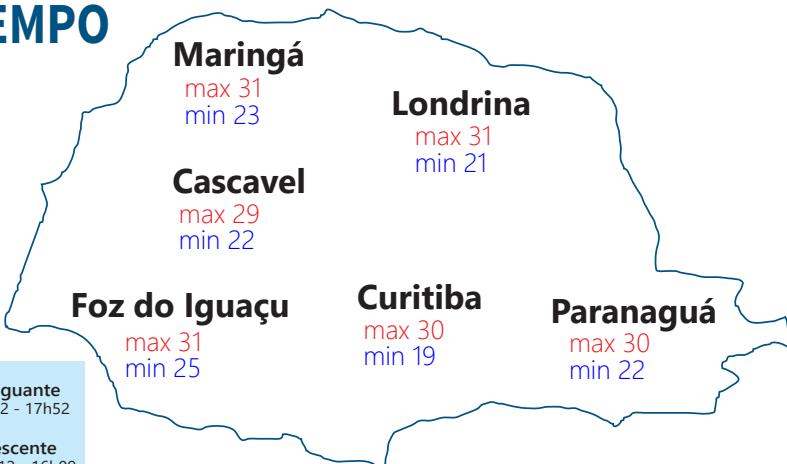 EMPO
Maringá
max 31
min 23
Londrina
max 31
min 21
Cascavel
max 29
min 22
Foz do Iguaçu
max 31
min 25
Curitiba
max 30
min 19
Paranaguá
max 30
min 22
guante
2 - 17h52
scente